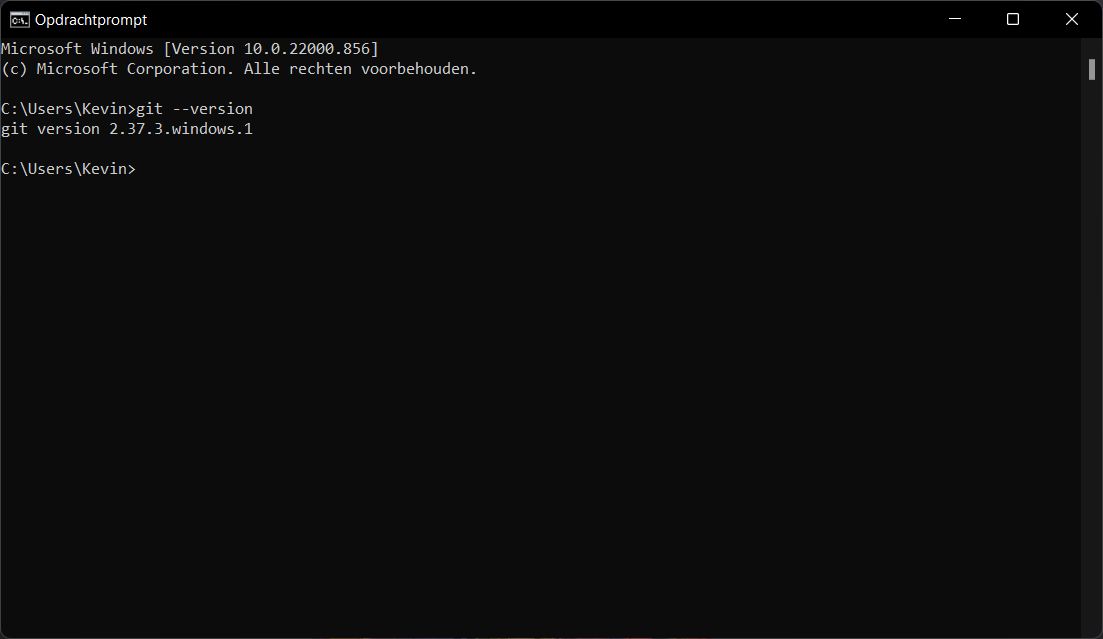 Opdrachtprompt
Microsoft Windows [Version 10.0.22000.856]
(c) Microsoft Corporation. Alle rechten voorbehouden.
C:\Users\Kevin>git --version
git version 2.37.3.windows.1
C:\Users\Kevin>